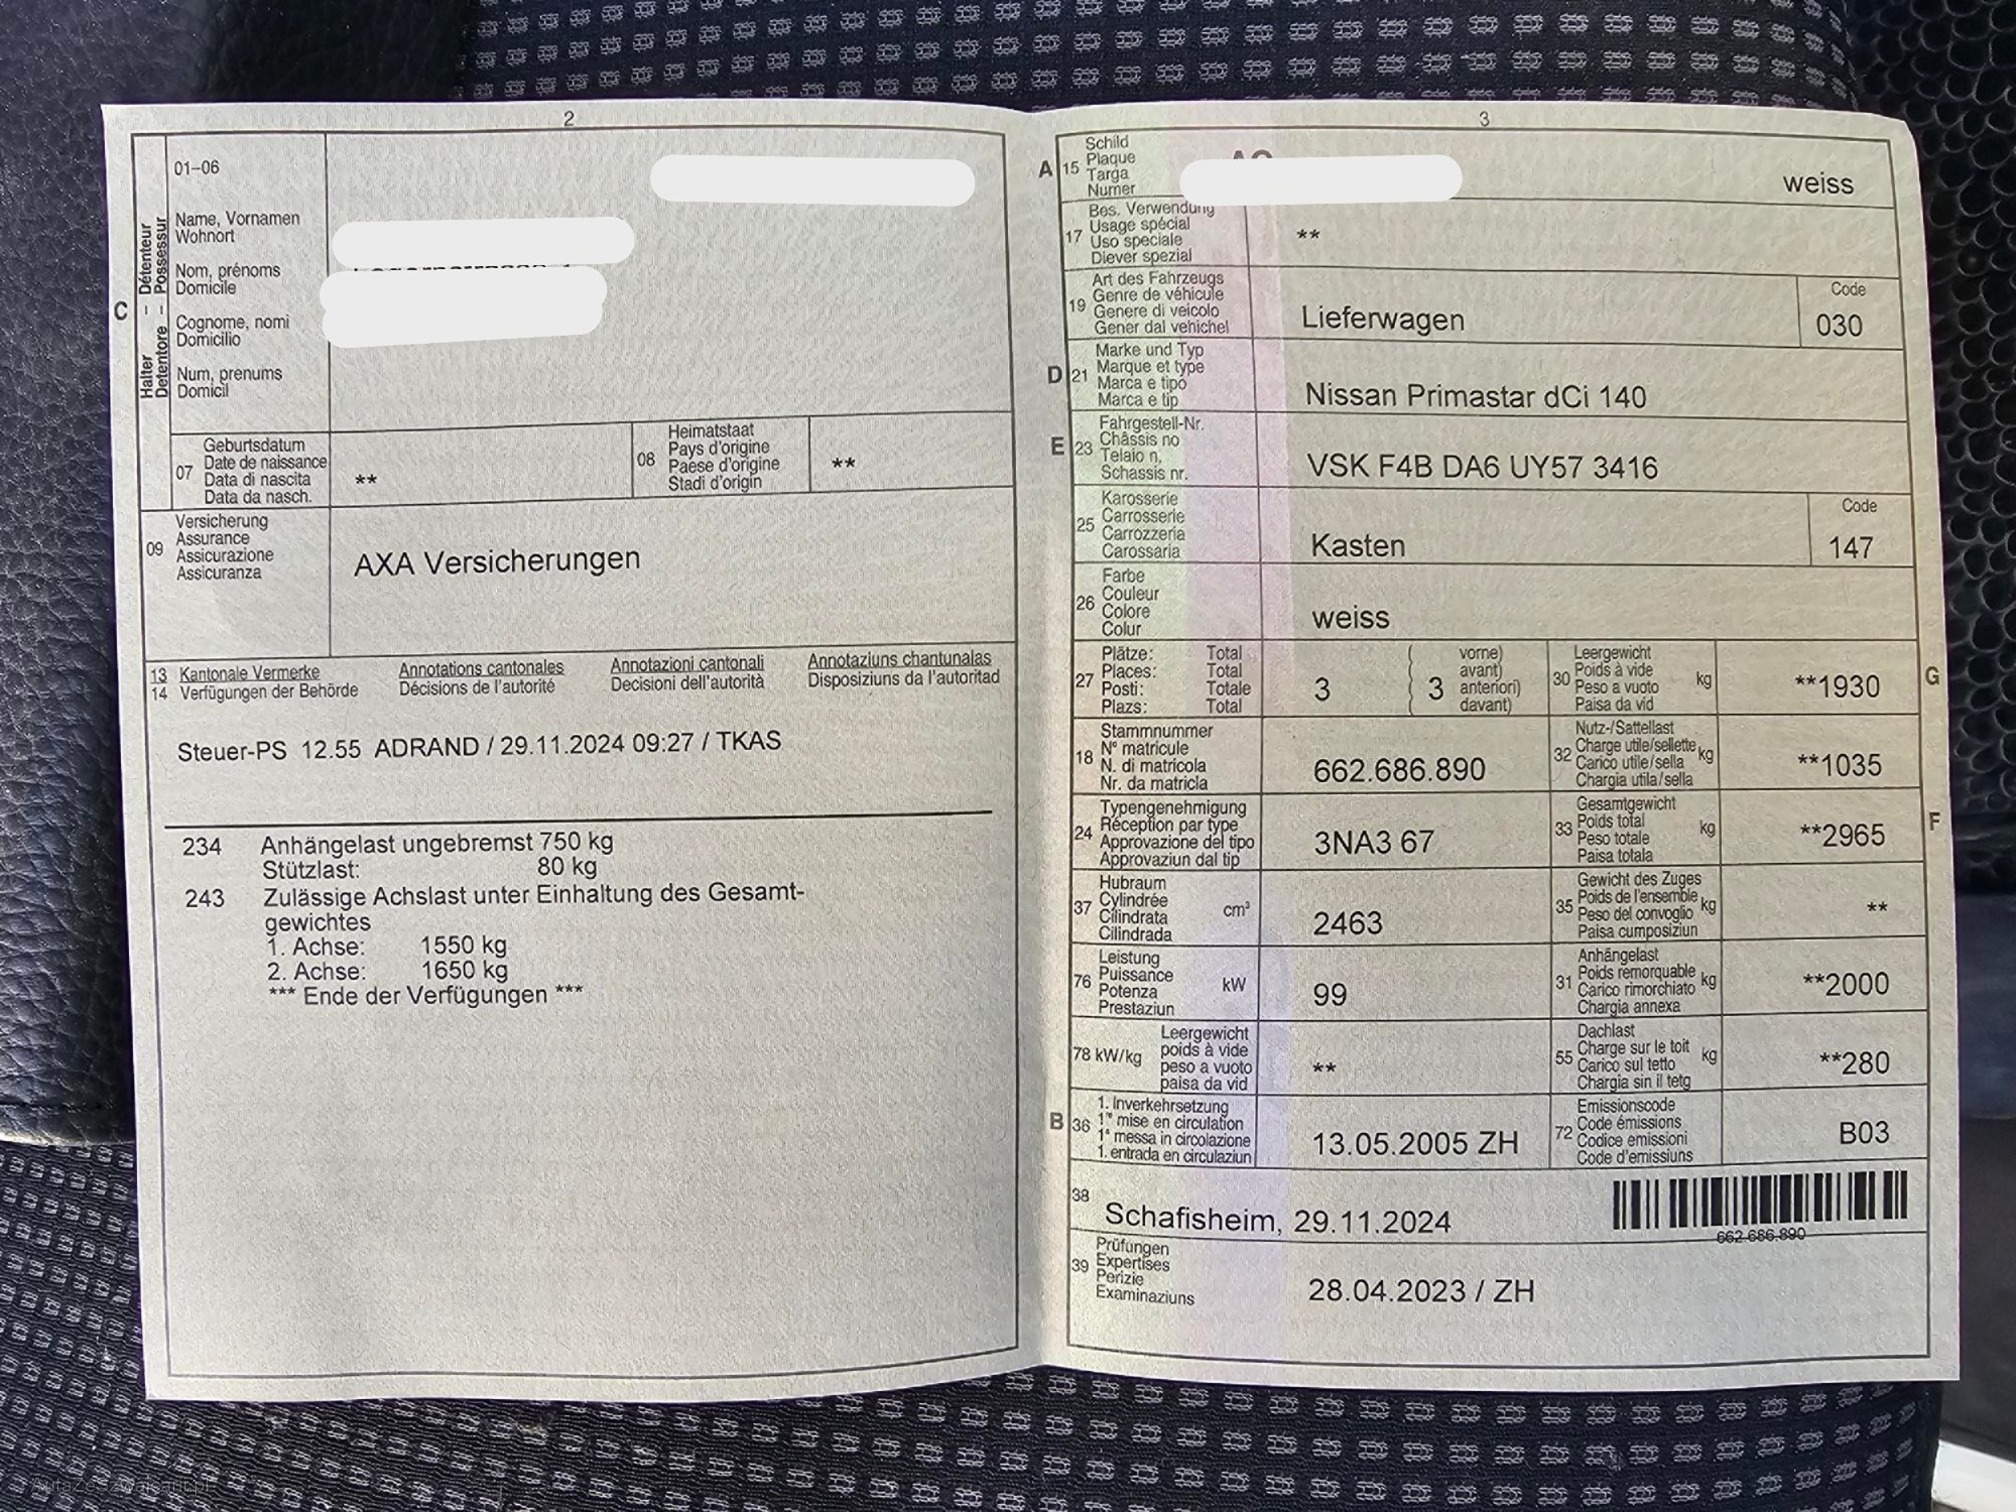 2
01–06
Name, Vornamen
Wohnort
Nom, prénoms
Domicile
Cognome, nomi
Domicilio
Num, prenums
Domicil
C
Halter – Détenteur
Detentore – Possessur
07
Geburtsdatum
Date de naissance
Data di nascita
Data da nasch.
**
08
Heimatstaat
Pays d'origine
Paese d'origine
Stadi d'origin
**
09
Versicherung
Assurance
Assicurazione
Assicuranza
AXA Versicherungen
13 Kantonale Vermerke Annotations cantonales Annotazioni cantonali Annotaziuns chantunalas
14 Verfügungen der Behörde Décisions de l'autorité Decisioni dell'autorità Disposiziuns da l'autoritad
Steuer-PS 12.55 ADRAND / 29.11.2024 09:27 / TKAS
234 Anhängelast ungebremst 750 kg
Stützlast: 80 kg
243 Zulässige Achslast unter Einhaltung des Gesamt-
gewichtes
1. Achse: 1550 kg
2. Achse: 1650 kg
*** Ende der Verfügungen ***
3
A 15
Schild
Plaque
Targa
Numer
weiss
17
Bes. Verwendung
Usage spécial
Uso speciale
Diever spezial
**
19
Art des Fahrzeugs
Genre de véhicule
Genere di veicolo
Gener dal vehichel
Lieferwagen
Code
030
D 21
Marke und Typ
Marque et type
Marca e tipo
Marca e tip
Nissan Primastar dCi 140
E 23
Fahrgestell-Nr.
Châssis no
Telaio n.
Schassis nr.
VSK F4B DA6 UY57 3416
25
Karosserie
Carrosserie
Carrozzeria
Carossaria
Kasten
Code
147
26
Farbe
Couleur
Colore
Colur
weiss
27
Plätze: Total
Places: Total
Posti: Totale
Plazs: Total
3
( 3
vorne)
avant)
anteriori)
davant)
30
Leergewicht
Poids à vide
Peso a vuoto
Paisa da vid
kg
**1930
G
18
Stammnummer
N° matricule
N. di matricola
Nr. da matricla
662.686.890
32
Nutz-/Sattellast
Charge utile/sellette
Carico utile/sella
Chargia utila/sella
kg
**1035
24
Typengenehmigung
Réception par type
Approvazione del tipo
Approvaziun dal tip
3NA3 67
33
Gesamtgewicht
Poids total
Peso totale
Paisa totala
kg
**2965
F
37
Hubraum
Cylindrée
Cilindrata
Cilindrada
cm³
2463
35
Gewicht des Zuges
Poids de l'ensemble
Peso del convoglio
Paisa cumposiziun
kg
**
76
Leistung
Puissance
Potenza
Prestaziun
kW
99
31
Anhängelast
Poids remorquable
Carico rimorchiato
Chargia annexa
kg
**2000
78 kW/kg
Leergewicht
poids à vide
peso a vuoto
paisa da vid
**
55
Dachlast
Charge sur le toit
Carico sul tetto
Chargia sin il tetg
kg
**280
B 36
1. Inverkehrsetzung
1re mise en circulation
1a messa in circolazione
1. entrada en circulaziun
13.05.2005 ZH
72
Emissionscode
Code émissions
Codice emissioni
Code d'emissiuns
B03
38
Schafisheim, 29.11.2024
662.686.890
39
Prüfungen
Expertises
Perizie
Examinaziuns
28.04.2023 / ZH